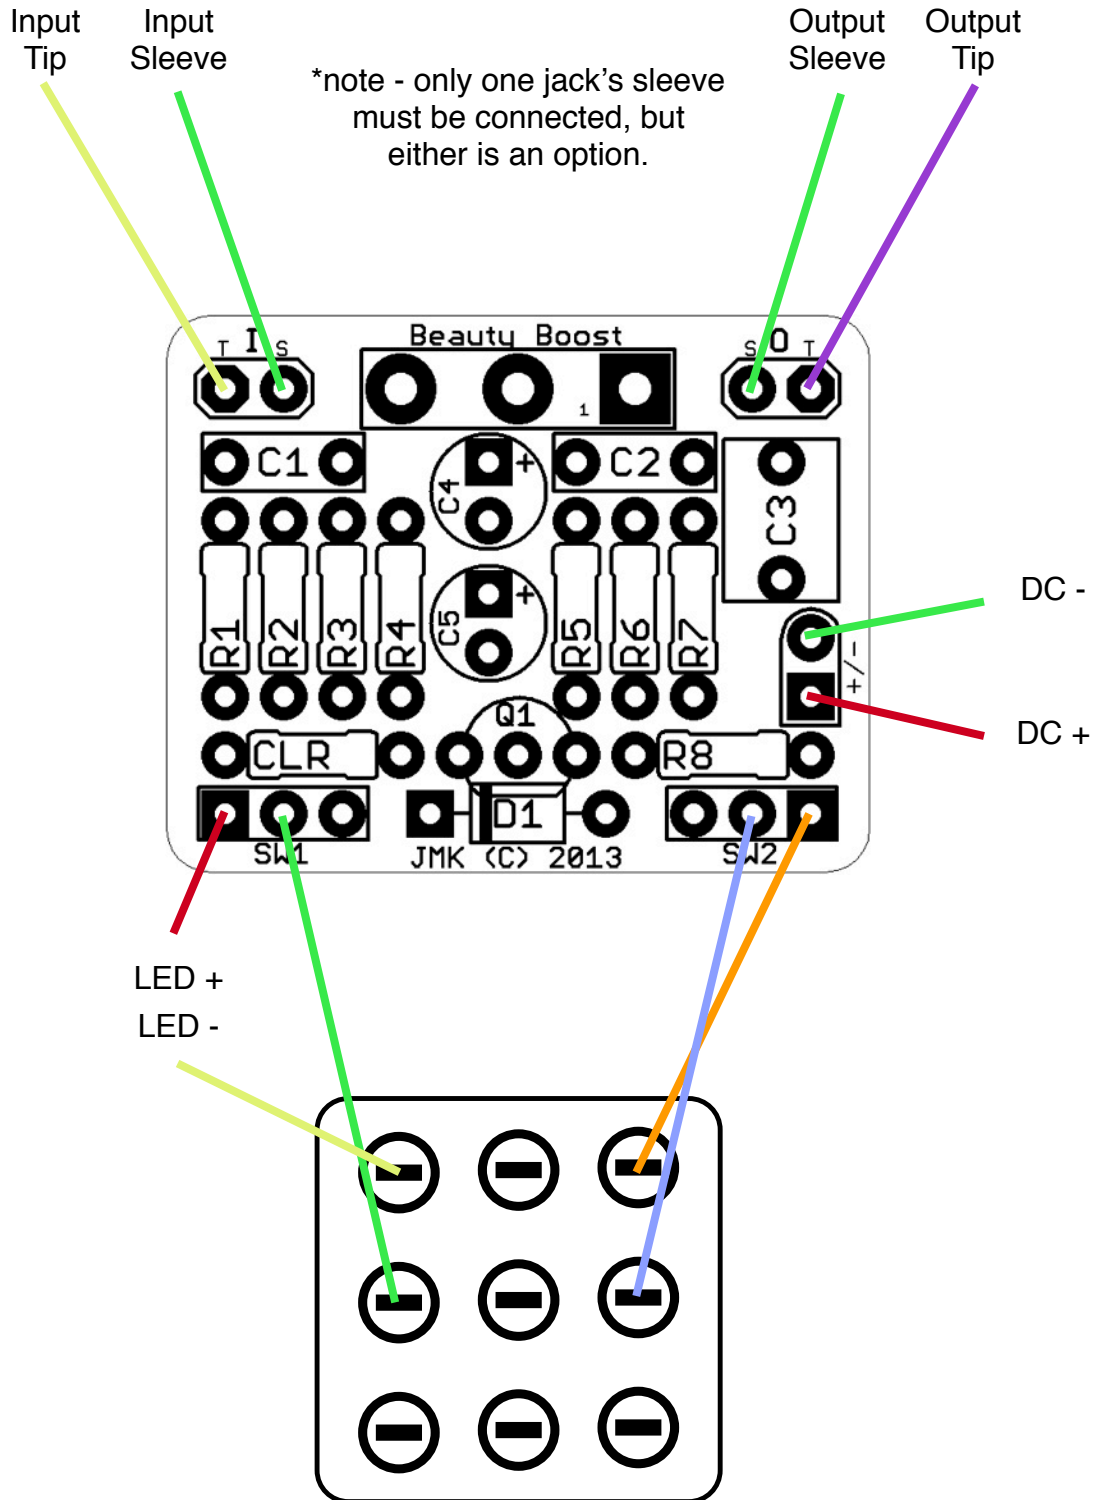 Input
Tip
Input
Sleeve
Output
Sleeve
Output
Tip
*note - only one jack's sleeve
must be connected, but
either is an option.
T I S
Beauty Boost
S O T
1
C1
C4
+
C2
C3
R1
R2
R3
R4
C5
+
R5
R6
R7
DC -
+/-
DC +
Q1
CLR
R8
D1
SW1
JMK (C) 2013
SW2
LED +
LED -